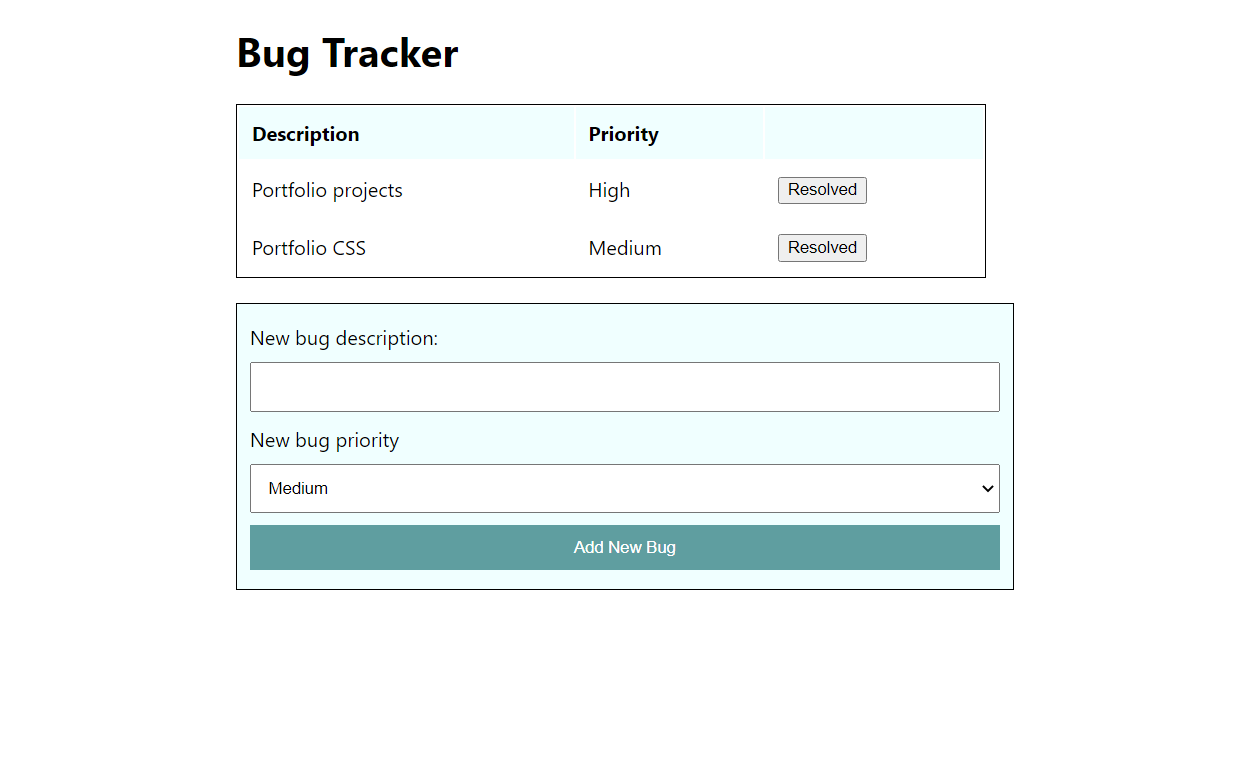 Bug Tracker
Description Priority
Portfolio projects High Resolved
Portfolio CSS Medium Resolved
New bug description:
New bug priority
Medium
Add New Bug